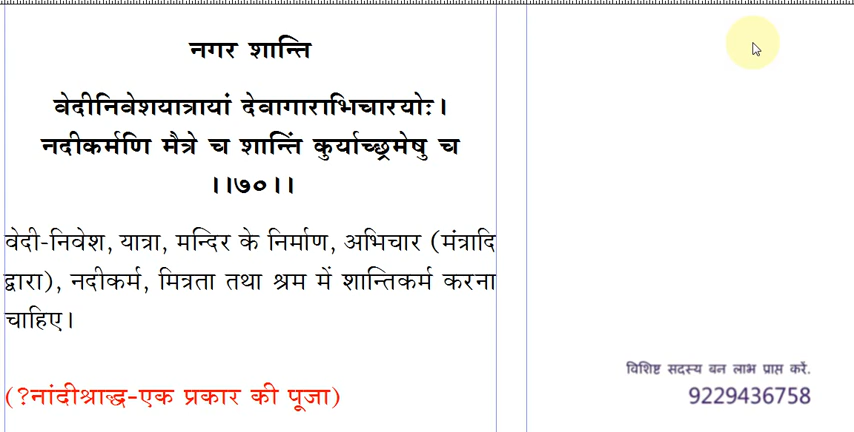 नगर शान्ति
वेदीनिवेशयात्रायां देवागाराभिचारयोः।
नदीकर्मणि मैत्रे च शान्तिं कुर्याच्छ्रमेषु च
।।७०।।
वेदी-निवेश, यात्रा, मन्दिर के निर्माण, अभिचार (मंत्रादि
द्वारा), नदीकर्म, मित्रता तथा श्रम में शान्तिकर्म करना
चाहिए।
(?नांदीश्राद्ध-एक प्रकार की पूजा)
विशिष्ट सदस्य बन लाभ प्राप्त करें.
9229436758